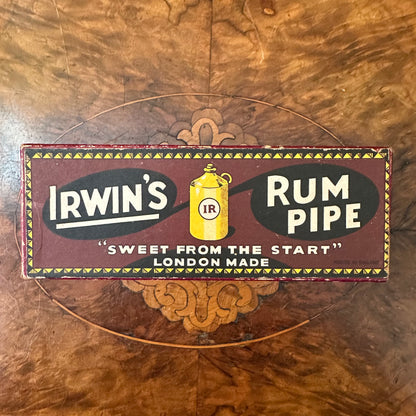 IRWIN'S
IR
RUM
PIPE
"SWEET FROM THE START"
LONDON MADE